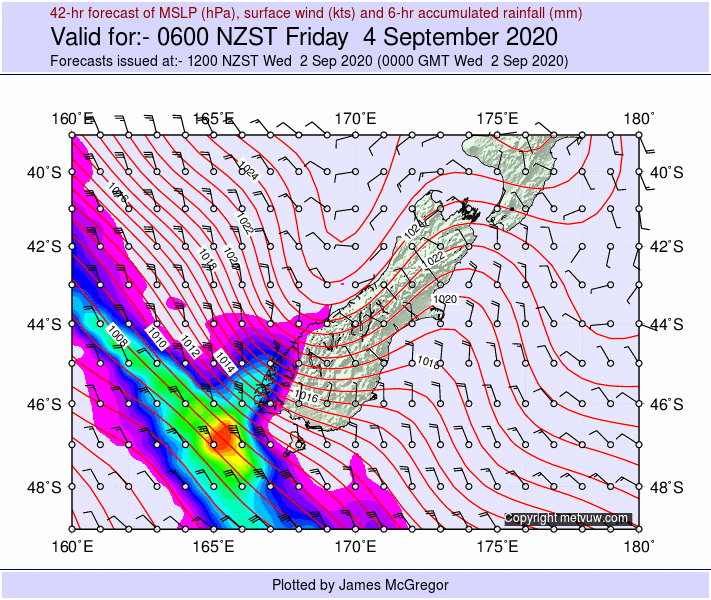 42-hr forecast of MSLP (hPa), surface wind (kts) and 6-hr accumulated rainfall (mm)
Valid for:- 0600 NZST Friday 4 September 2020
Forecasts issued at:- 1200 NZST Wed 2 Sep 2020 (0000 GMT Wed 2 Sep 2020)
160˚E 165˚E 170˚E 175˚E 180˚
40˚S 40˚S
1024
1016
1022
1024
42˚S 42˚S
1018 1020 1022
1020
44˚S 44˚S
1008 1010 1012 1014 1018
1016
46˚S 46˚S
48˚S 48˚S
Copyright metvuw.com
160˚E 165˚E 170˚E 175˚E 180˚
Plotted by James McGregor